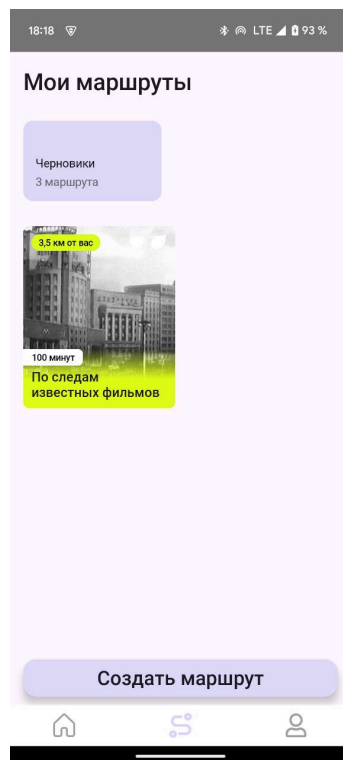 18:18 LTE 93 %
Мои маршруты
Черновики
3 маршрута
3,5 км от вас
100 минут
По следам
известных фильмов
Создать маршрут